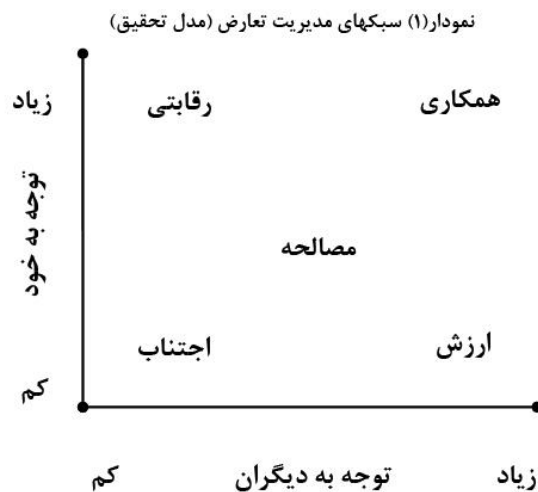 نمودار(۱) سبکهای مدیریت تعارض (مدل تحقیق)
زیاد
همکاری
رقابتی
توجه به خود
مصالحه
ارزش
اجتناب
کم
زیاد
توجه به دیگران
کم